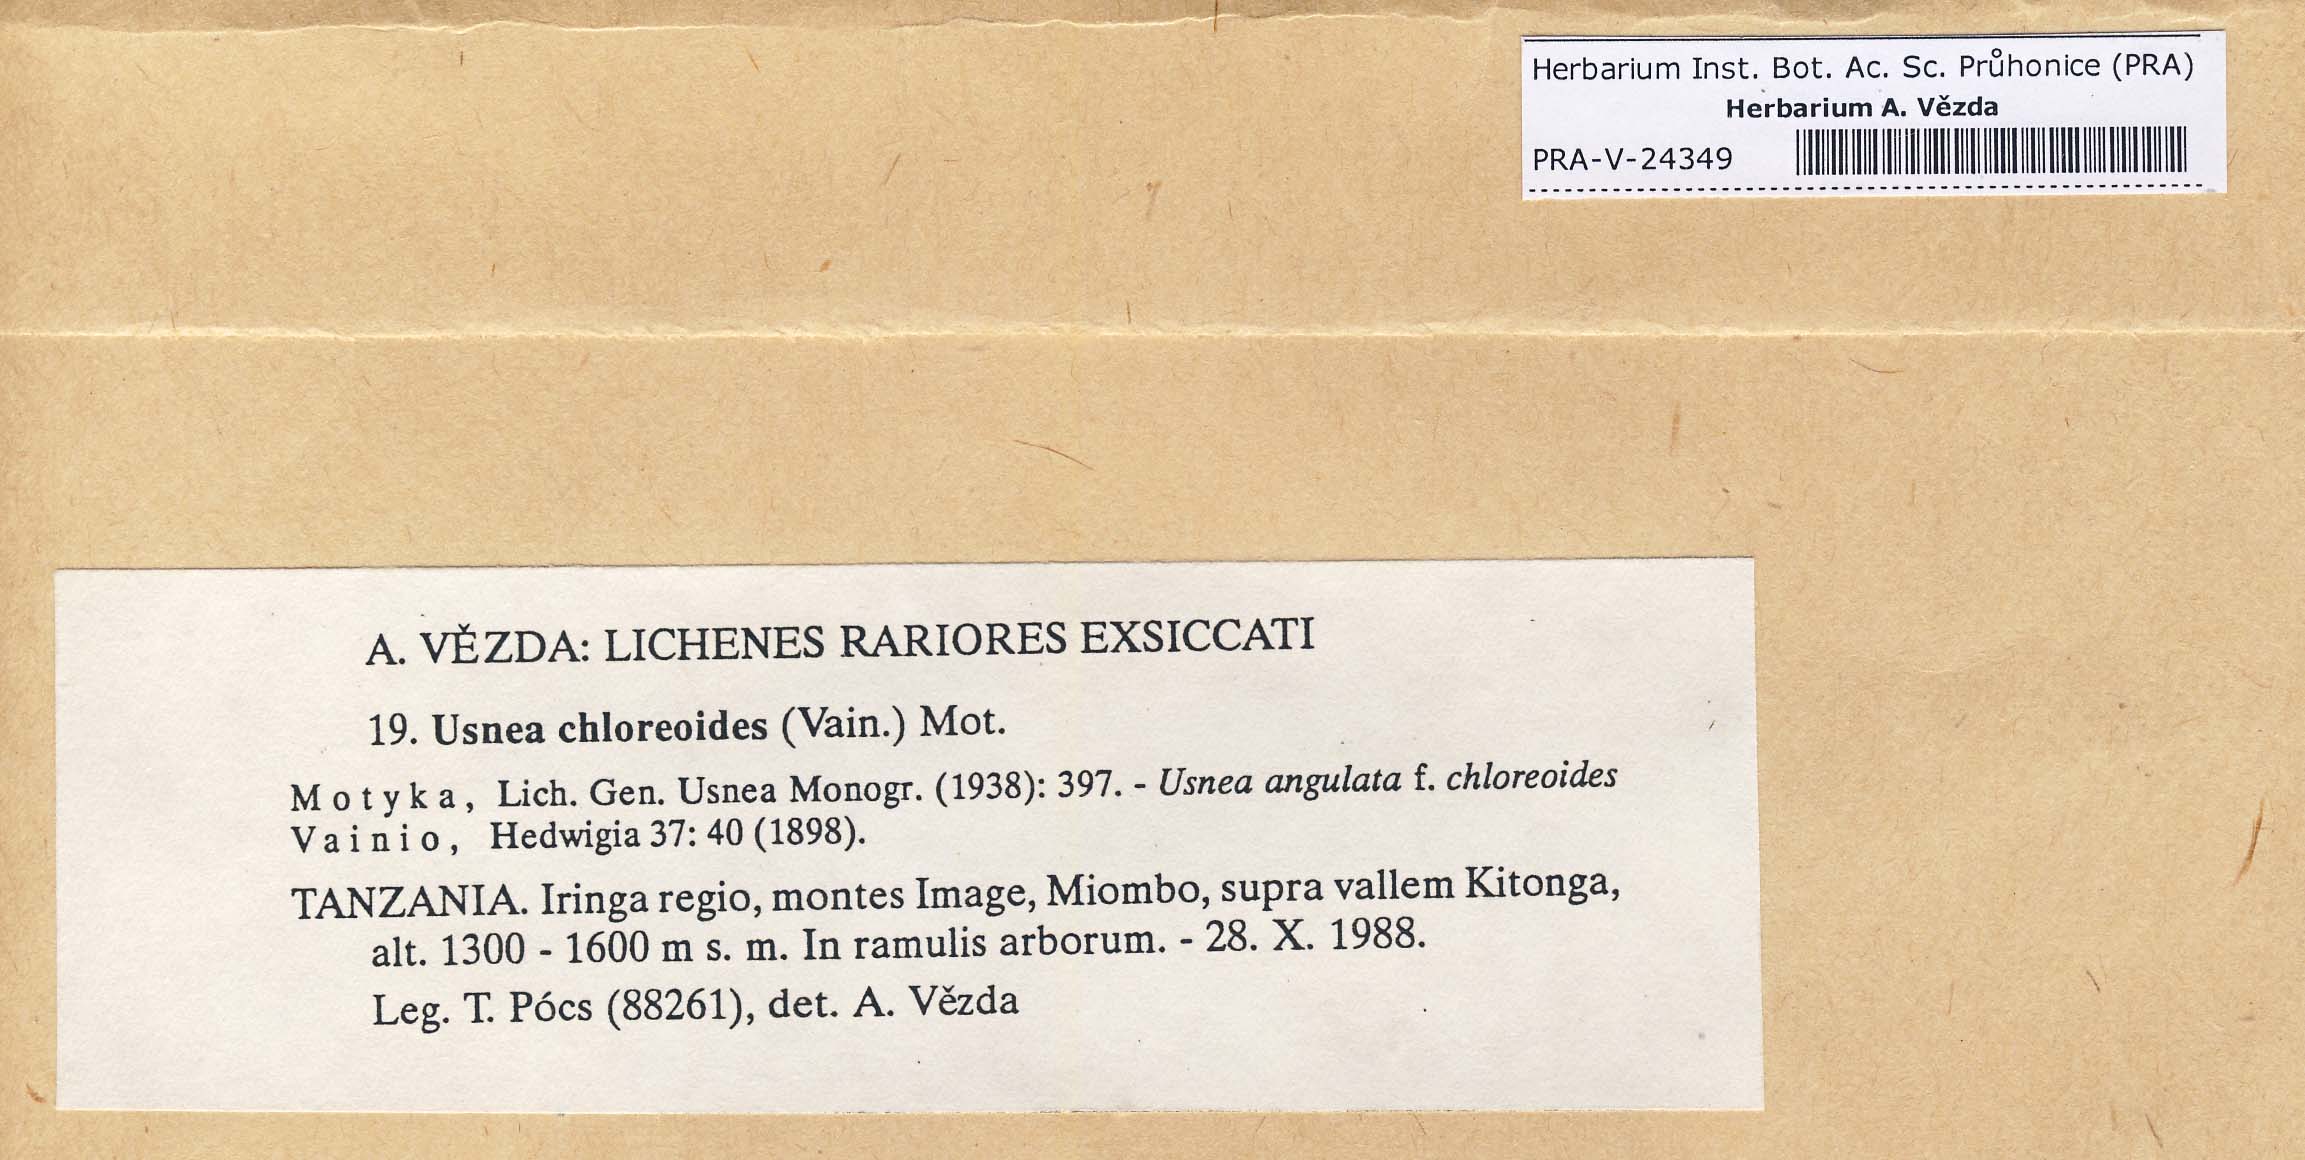 Herbarium Inst. Bot. Ac. Sc. Průhonice (PRA)
Herbarium A. Vězda
PRA-V-24349
A. VĚZDA: LICHENES RARIORES EXSICCATI
19. Usnea chloreoides (Vain.) Mot.
Motyka, Lich. Gen. Usnea Monogr. (1938): 397. - Usnea angulata f. chloreoides
Vainio, Hedwigia 37: 40 (1898).
TANZANIA. Iringa regio, montes Image, Miombo, supra vallem Kitonga,
alt. 1300 - 1600 m s. m. In ramulis arborum. - 28. X. 1988.
Leg. T. Pócs (88261), det. A. Vězda